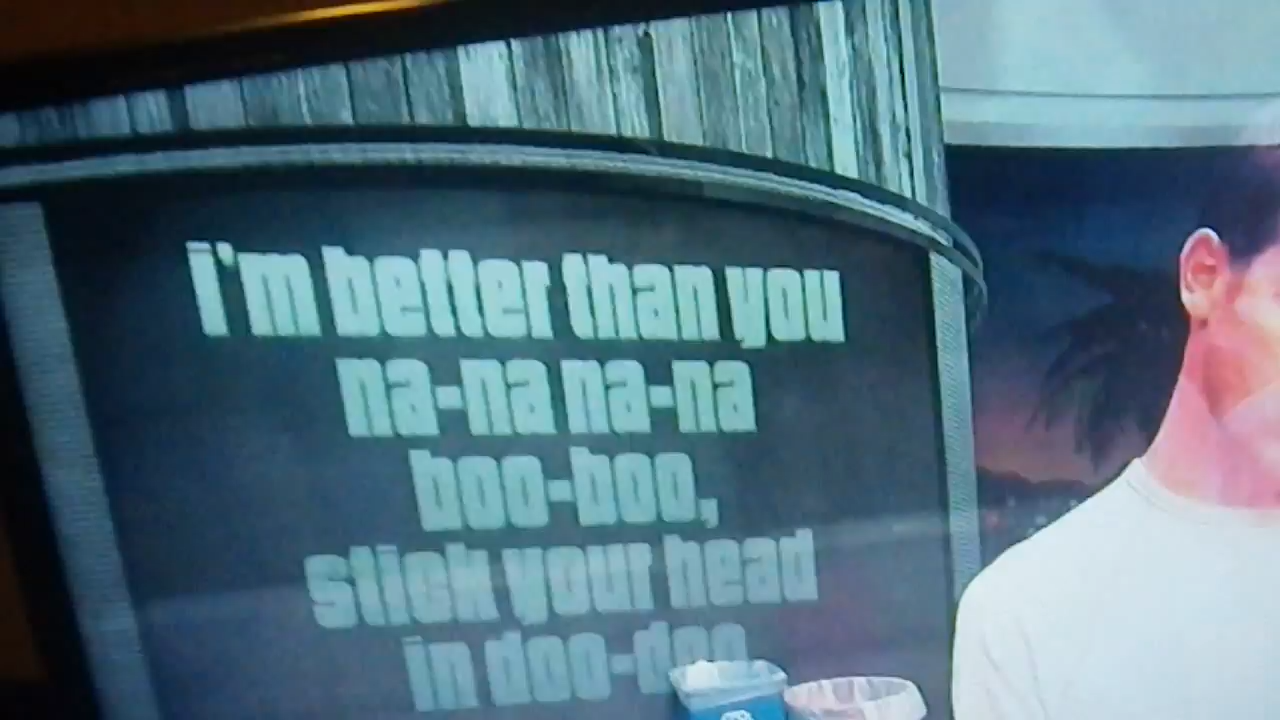 i'm better than you
na-na na-na
boo-boo,
stick your head
in doo-doo